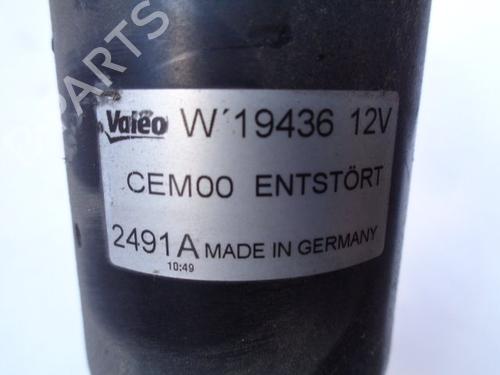 Valeo W´19436 12V
CEM00 ENTSTÖRT
2491A MADE IN GERMANY
10:49
PARTS